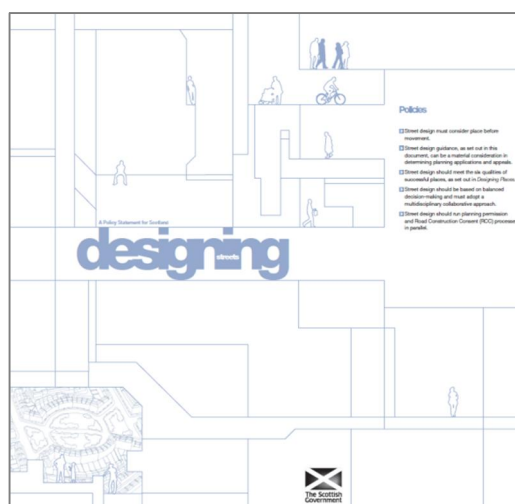 Policies
Street design must consider place before
movement.
Street design guidance, as set out in this
document, can be a material consideration in
determining planning applications and appeals.
Street design should meet the six qualities of
successful places, as set out in Designing Places.
Street design should be based on balanced
decision-making and must adopt a
multidisciplinary collaborative approach.
Street design should run planning permission
and Road Construction Consent (RCC) processes
in parallel.
A Policy Statement for Scotland
designing
streets
The Scottish
Government